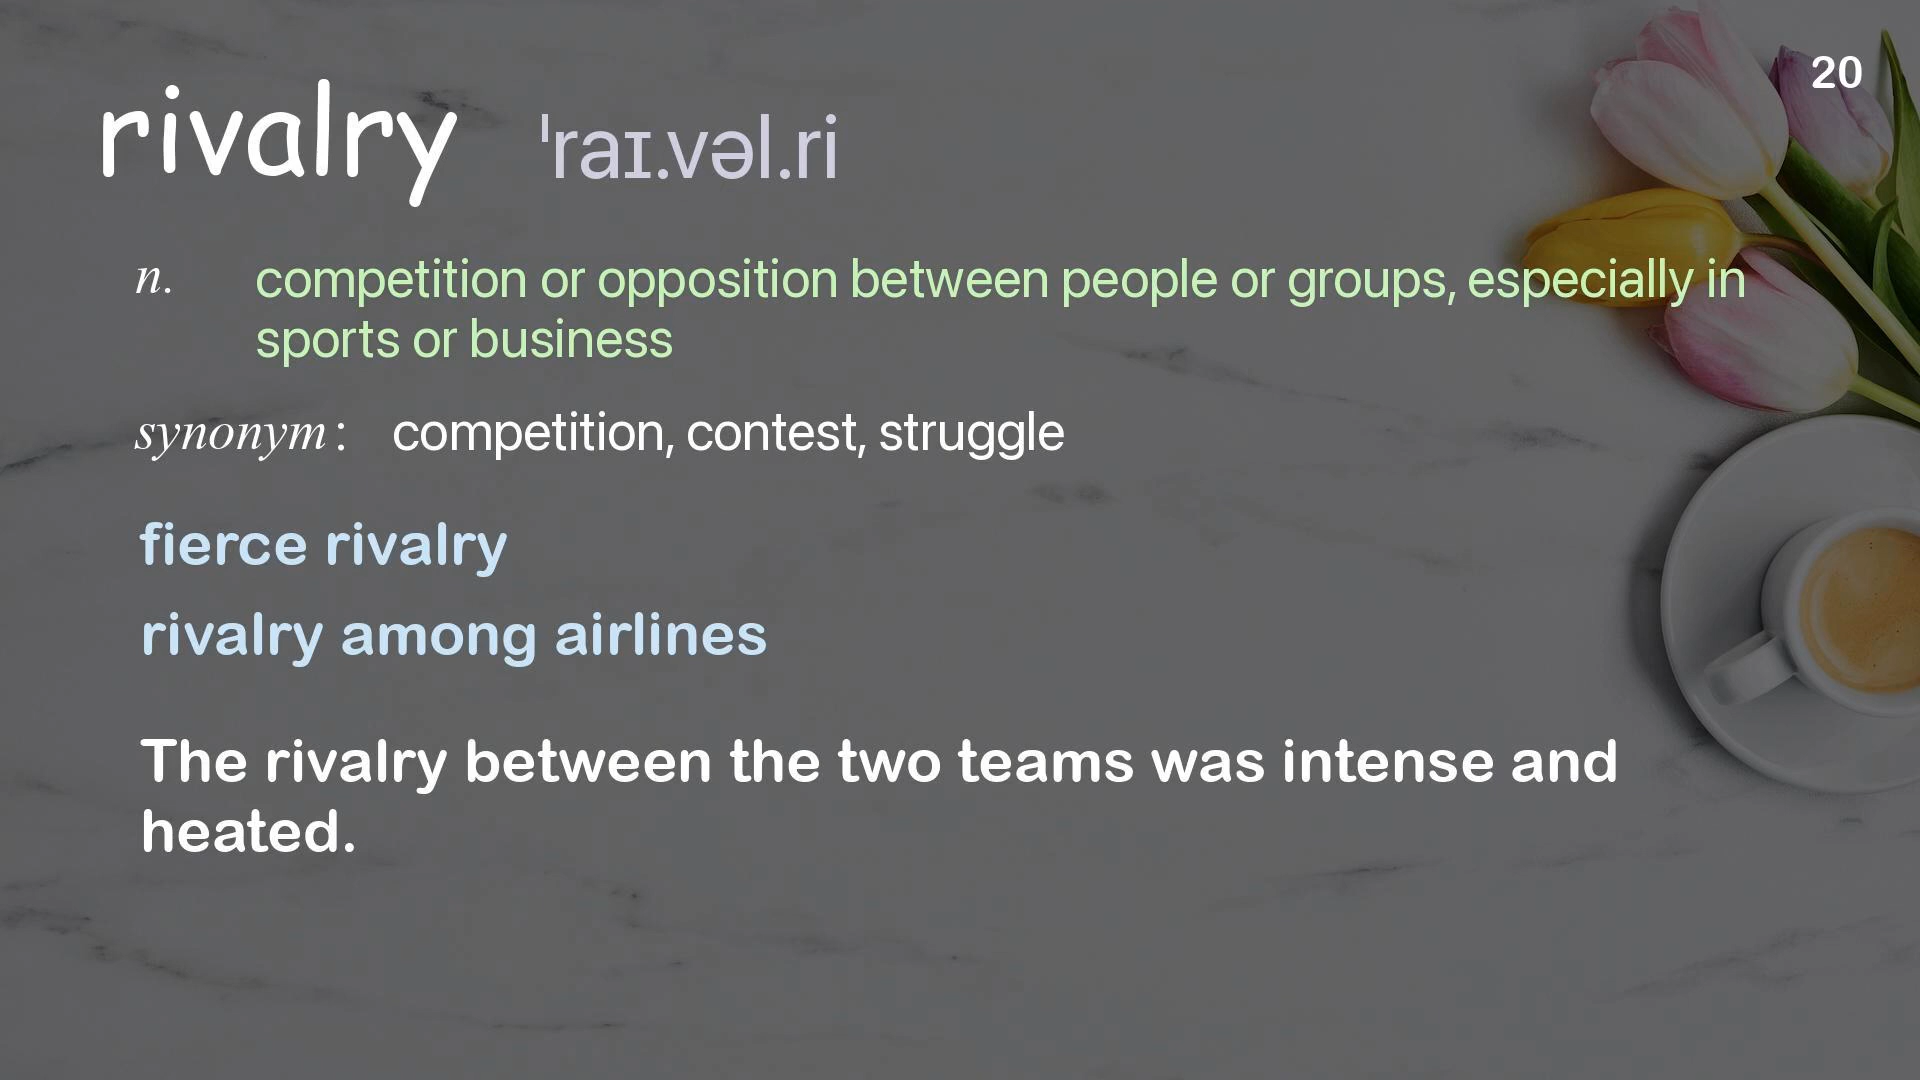 20
rivalry ˈraɪ.vəl.ri
n. competition or opposition between people or groups, especially in
sports or business
synonym: competition, contest, struggle
fierce rivalry
rivalry among airlines
The rivalry between the two teams was intense and
heated.